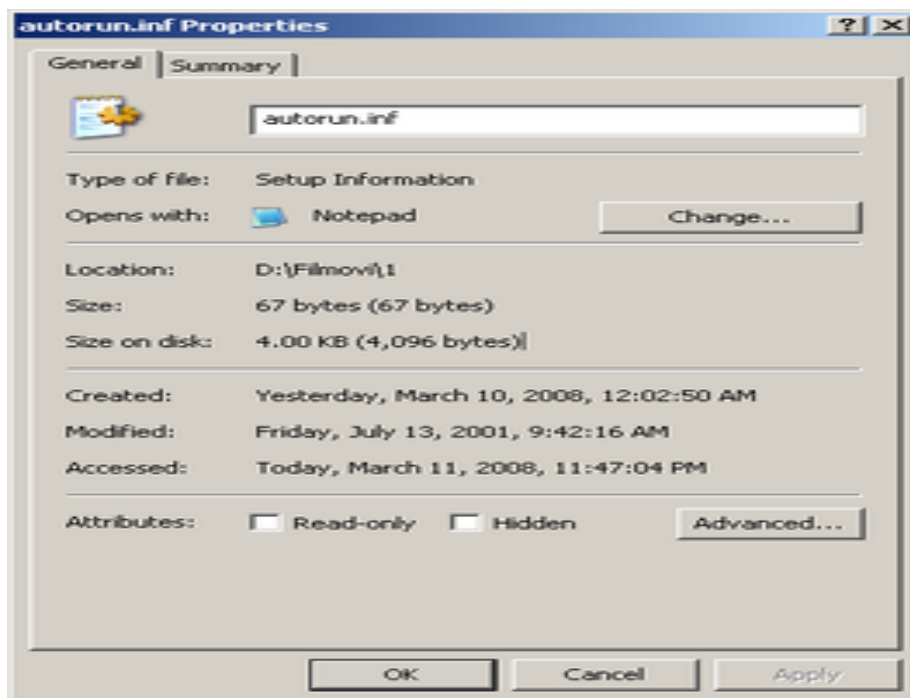 autorun.inf Properties
General Summary
autorun.inf
Type of file: Setup Information
Opens with: Notepad Change...
Location: D:\Filmovi\1
Size: 67 bytes (67 bytes)
Size on disk: 4.00 KB (4,096 bytes)
Created: Yesterday, March 10, 2008, 12:02:50 AM
Modified: Friday, July 13, 2001, 9:42:16 AM
Accessed: Today, March 11, 2008, 11:47:04 PM
Attributes: Read-only Hidden Advanced...
OK Cancel Apply